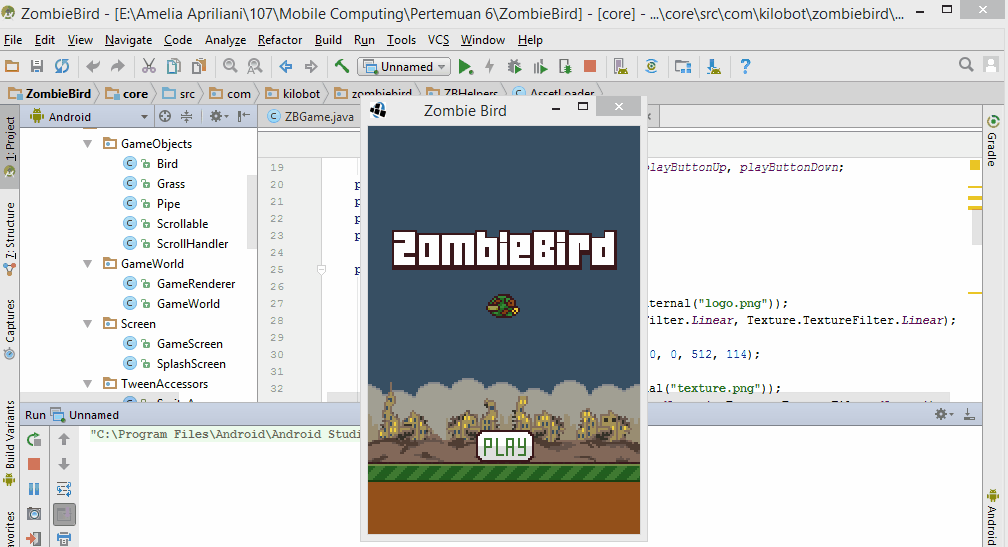 ZombieBird - [E:\Amelia Apriliani\107\Mobile Computing\Pertemuan 6\ZombieBird] - [core] - ...\core\src\com\kilobot\zombiebird\...
File Edit View Navigate Code Analyze Refactor Build Run Tools VCS Window Help
Unnamed
ZombieBird core src com kilobot zombiebird ZBHelpers AssetLoader
Zombie Bird
1: Project
Android
ZBGame.java
Gradle
GameObjects
Bird
Grass
Pipe
Scrollable
ScrollHandler
GameWorld
GameRenderer
GameWorld
Screen
GameScreen
SplashScreen
TweenAccessors
7: Structure
Captures
Build Variants
19 playButtonUp, playButtonDown;
20 p
21 p
22 p
23 p
24
25 p
26
27 nternal("logo.png"));
28 Filter.Linear, Texture.TextureFilter.Linear);
29
30 0, 0, 512, 114);
31
32 al("texture.png"));
ZombieBird
PLAY
Run Unnamed
"C:\Program Files\Android\Android Studi
Android